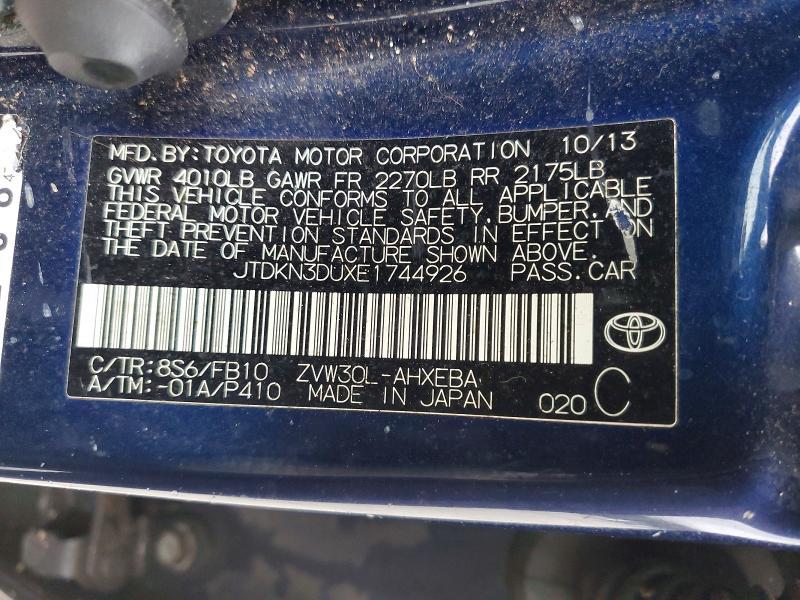 MFD.BY:TOYOTA MOTOR CORPORATION 10/13
GVWR 4010LB GAWR FR 2270LB RR 2175LB
THIS VEHICLE CONFORMS TO ALL APPLICABLE
FEDERAL MOTOR VEHICLE SAFETY,BUMPER,AND
THEFT PREVENTION STANDARDS IN EFFECT ON
THE DATE OF MANUFACTURE SHOWN ABOVE.
JTDKN3DUXE1744926 PASS.CAR
C/TR:8S6/FB10 ZVW30L-AHXEBA
A/TM:-01A/P410 MADE IN JAPAN 020 C